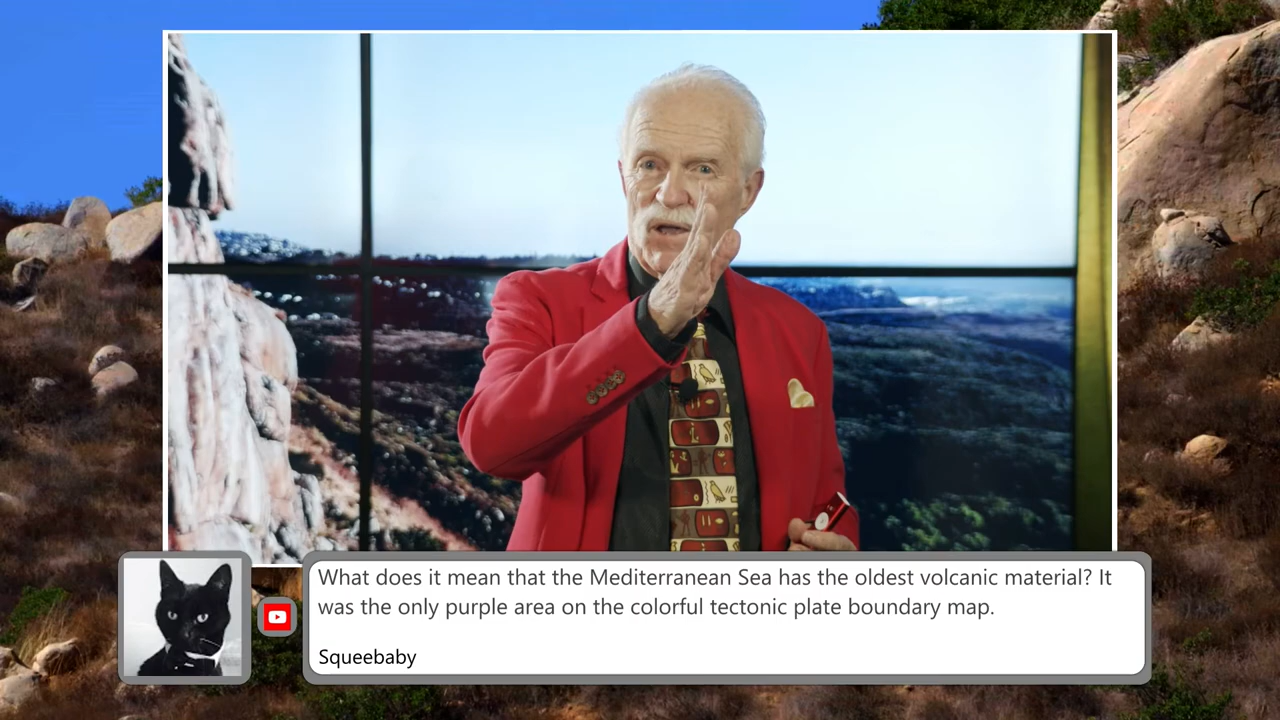 What does it mean that the Mediterranean Sea has the oldest volcanic material? It
was the only purple area on the colorful tectonic plate boundary map.
Squeebaby